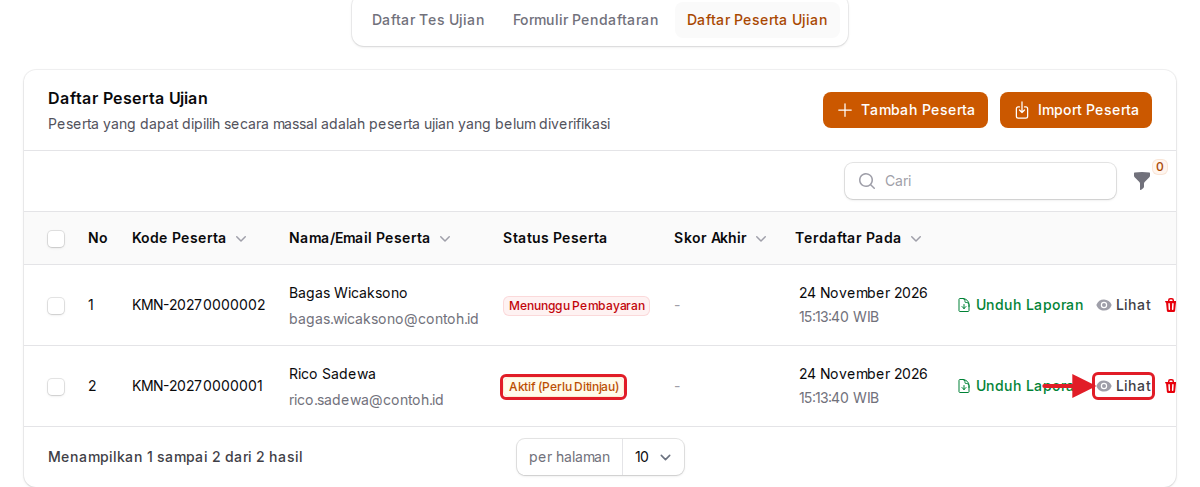 Daftar Tes Ujian Formulir Pendaftaran Daftar Peserta Ujian
Daftar Peserta Ujian
Peserta yang dapat dipilih secara massal adalah peserta ujian yang belum diverifikasi
Tambah Peserta Import Peserta
Cari
0
No Kode Peserta Nama/Email Peserta Status Peserta Skor Akhir Terdaftar Pada
1 KMN-20270000002 Bagas Wicaksono Menunggu Pembayaran - 24 November 2026 Unduh Laporan Lihat
bagas.wicaksono@contoh.id 15:13:40 WIB
2 KMN-20270000001 Rico Sadewa Aktif (Perlu Ditinjau) - 24 November 2026 Unduh Lihat
rico.sadewa@contoh.id 15:13:40 WIB
Menampilkan 1 sampai 2 dari 2 hasil per halaman 10